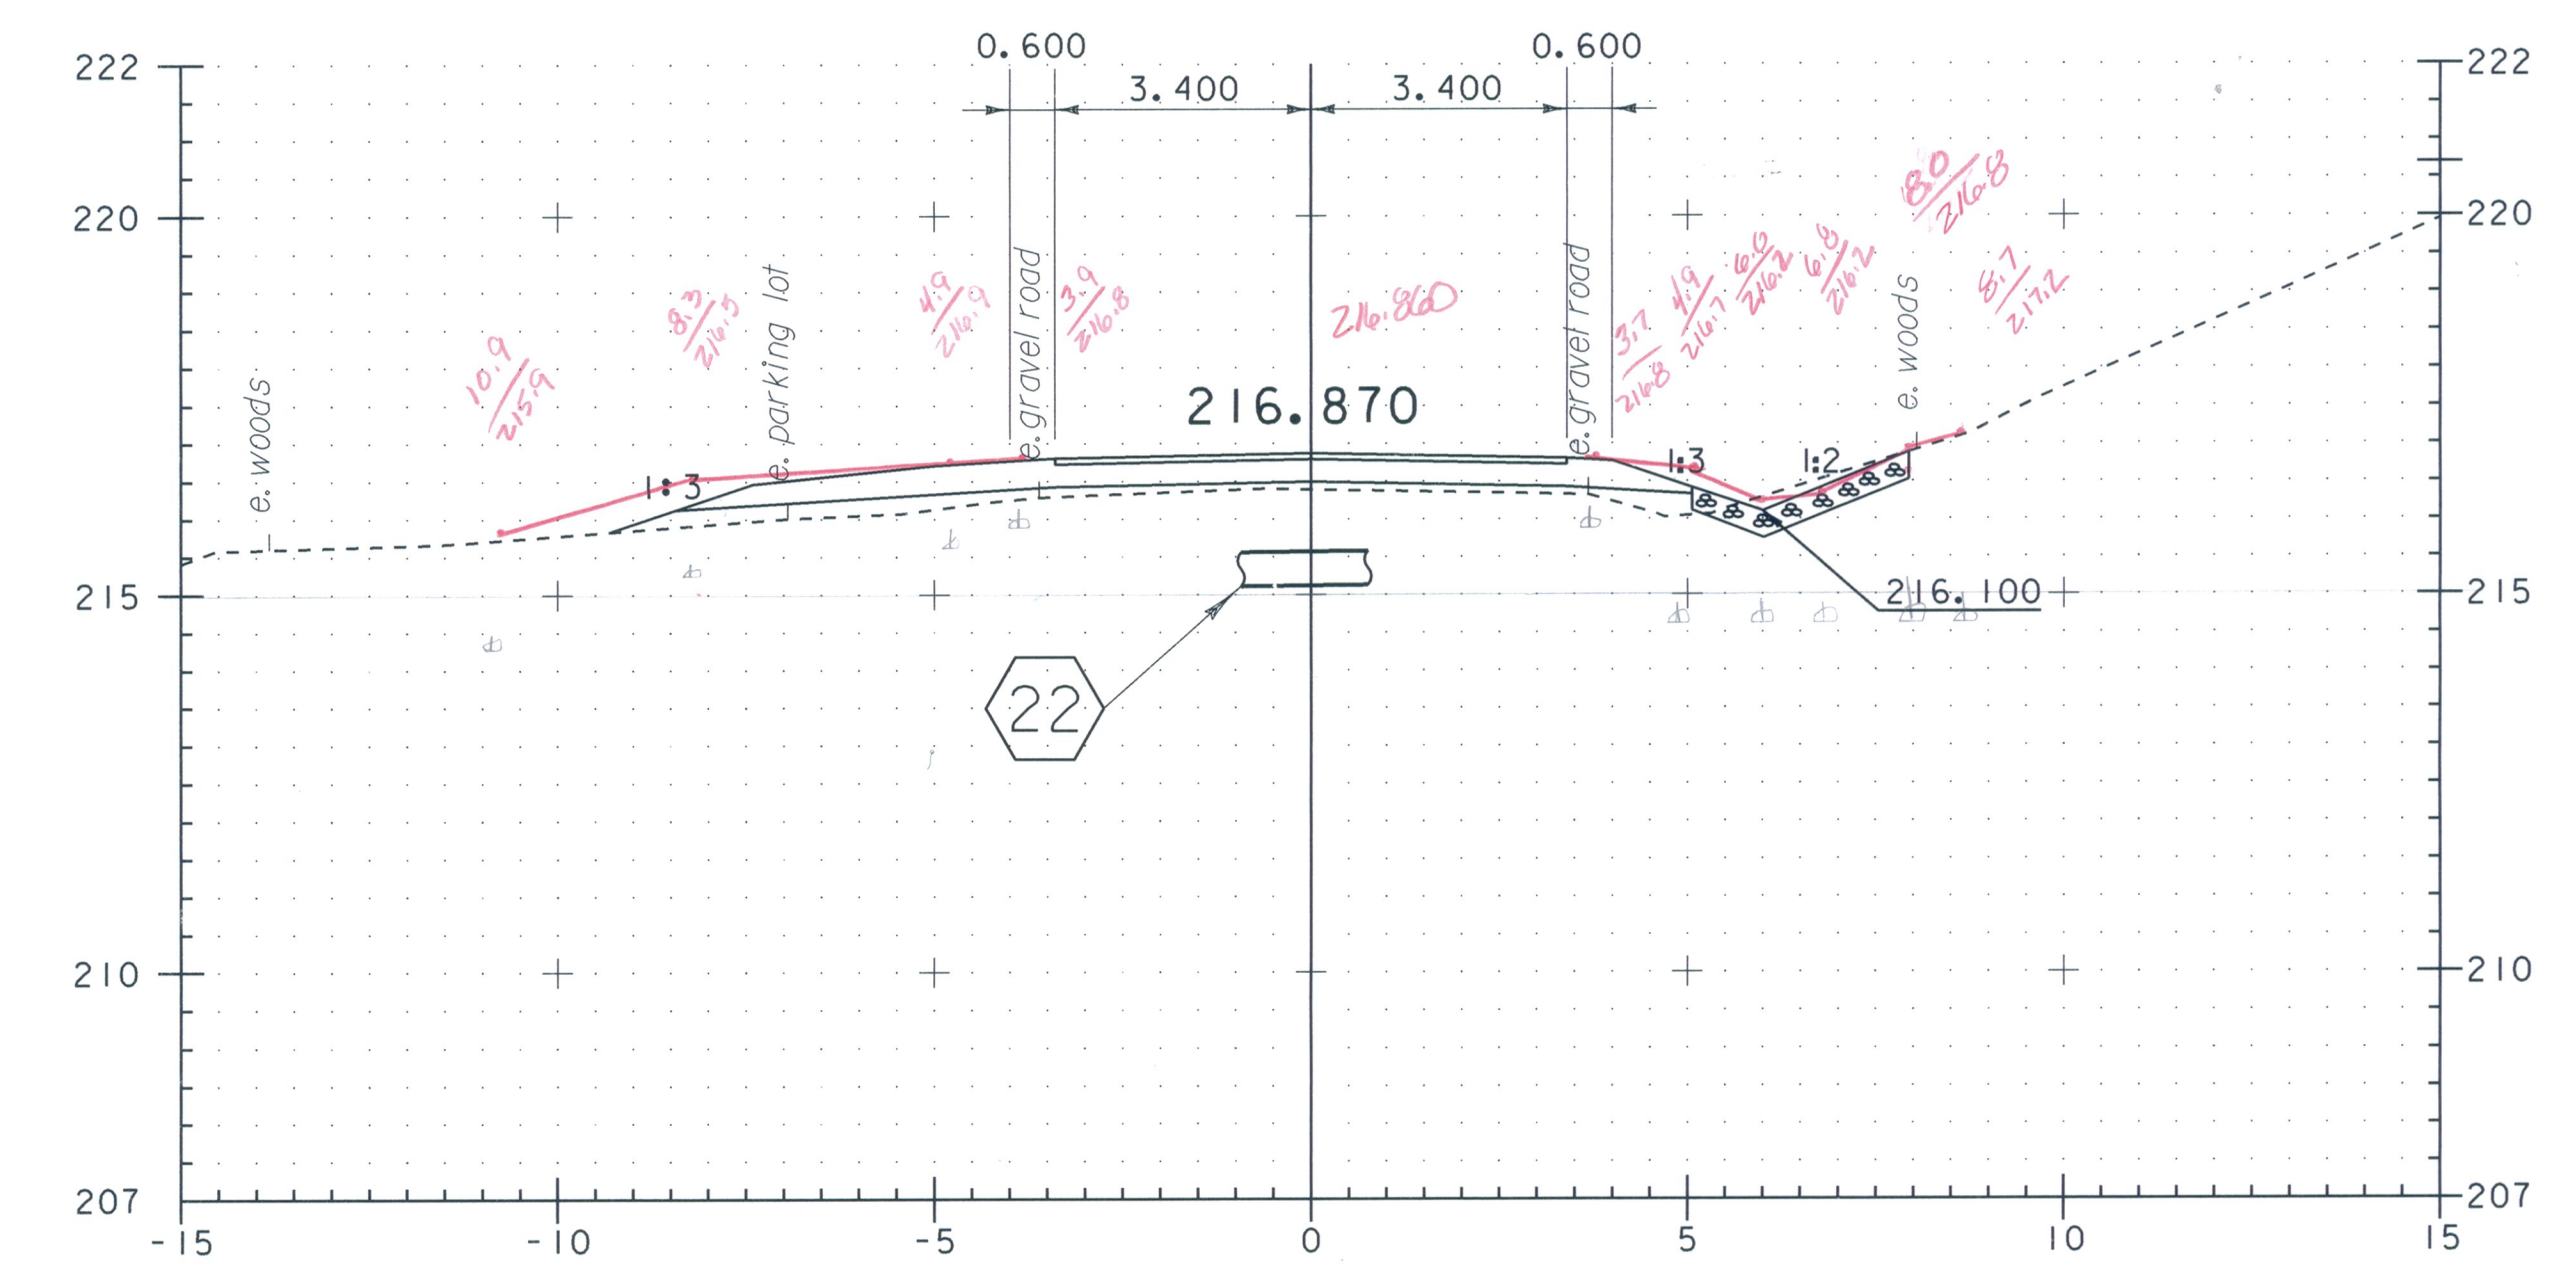 0.600 0.600
3.400 3.400
222 222
220 220
8.0/216.8
6.8/216.2
6.0/216.2
4.9/216.7
3.7/216.8
8.7/217.2
216.860
3.9/216.8
4.9/216.9
8.3/216.5
10.9/215.9
e. woods
e. parking lot
e. gravel road
e. gravel road
e. woods
216.870
1:3 1:3 1:2
215 216.100 215
22
210 210
207 207
-15 -10 -5 0 5 10 15